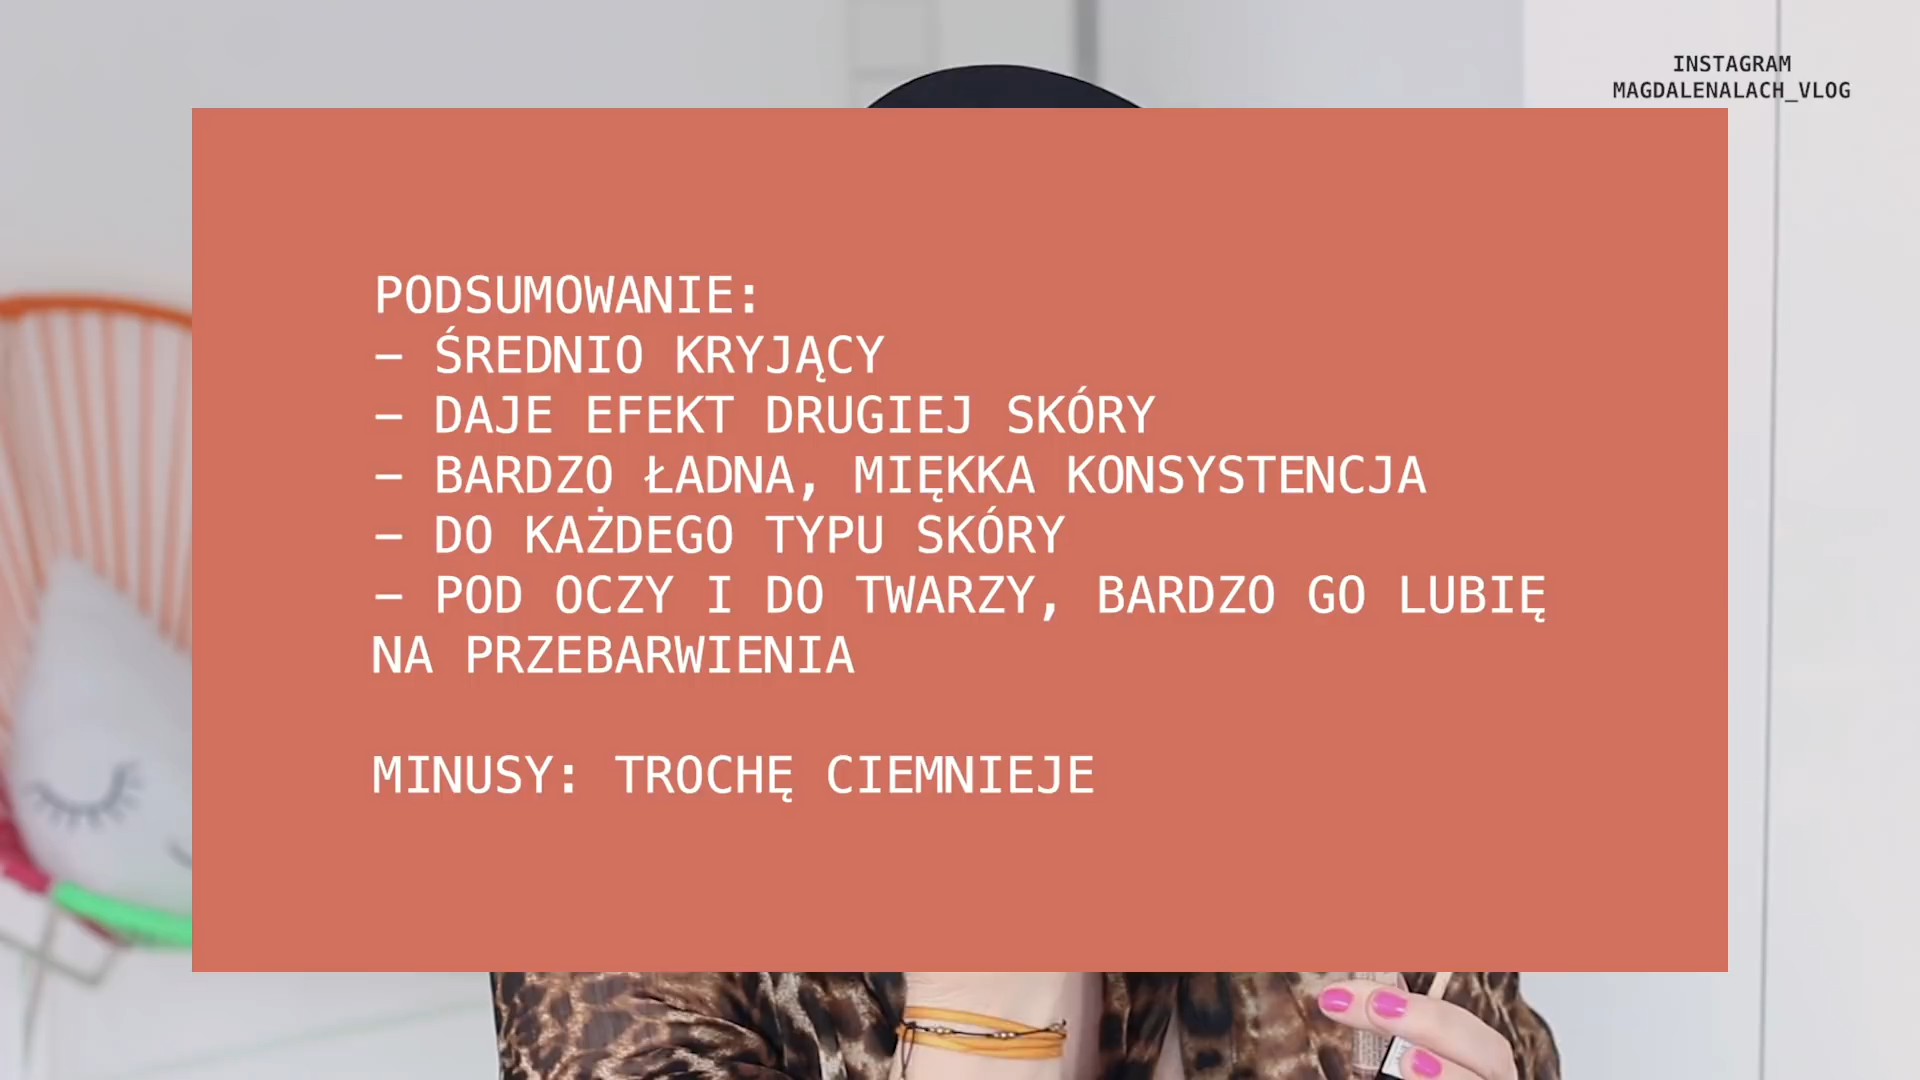 INSTAGRAM
MAGDALENALACH_VLOG
PODSUMOWANIE:
– ŚREDNIO KRYJĄCY
– DAJE EFEKT DRUGIEJ SKÓRY
– BARDZO ŁADNA, MIĘKKA KONSYSTENCJA
– DO KAŻDEGO TYPU SKÓRY
– POD OCZY I DO TWARZY, BARDZO GO LUBIĘ
NA PRZEBARWIENIA
MINUSY: TROCHĘ CIEMNIEJE